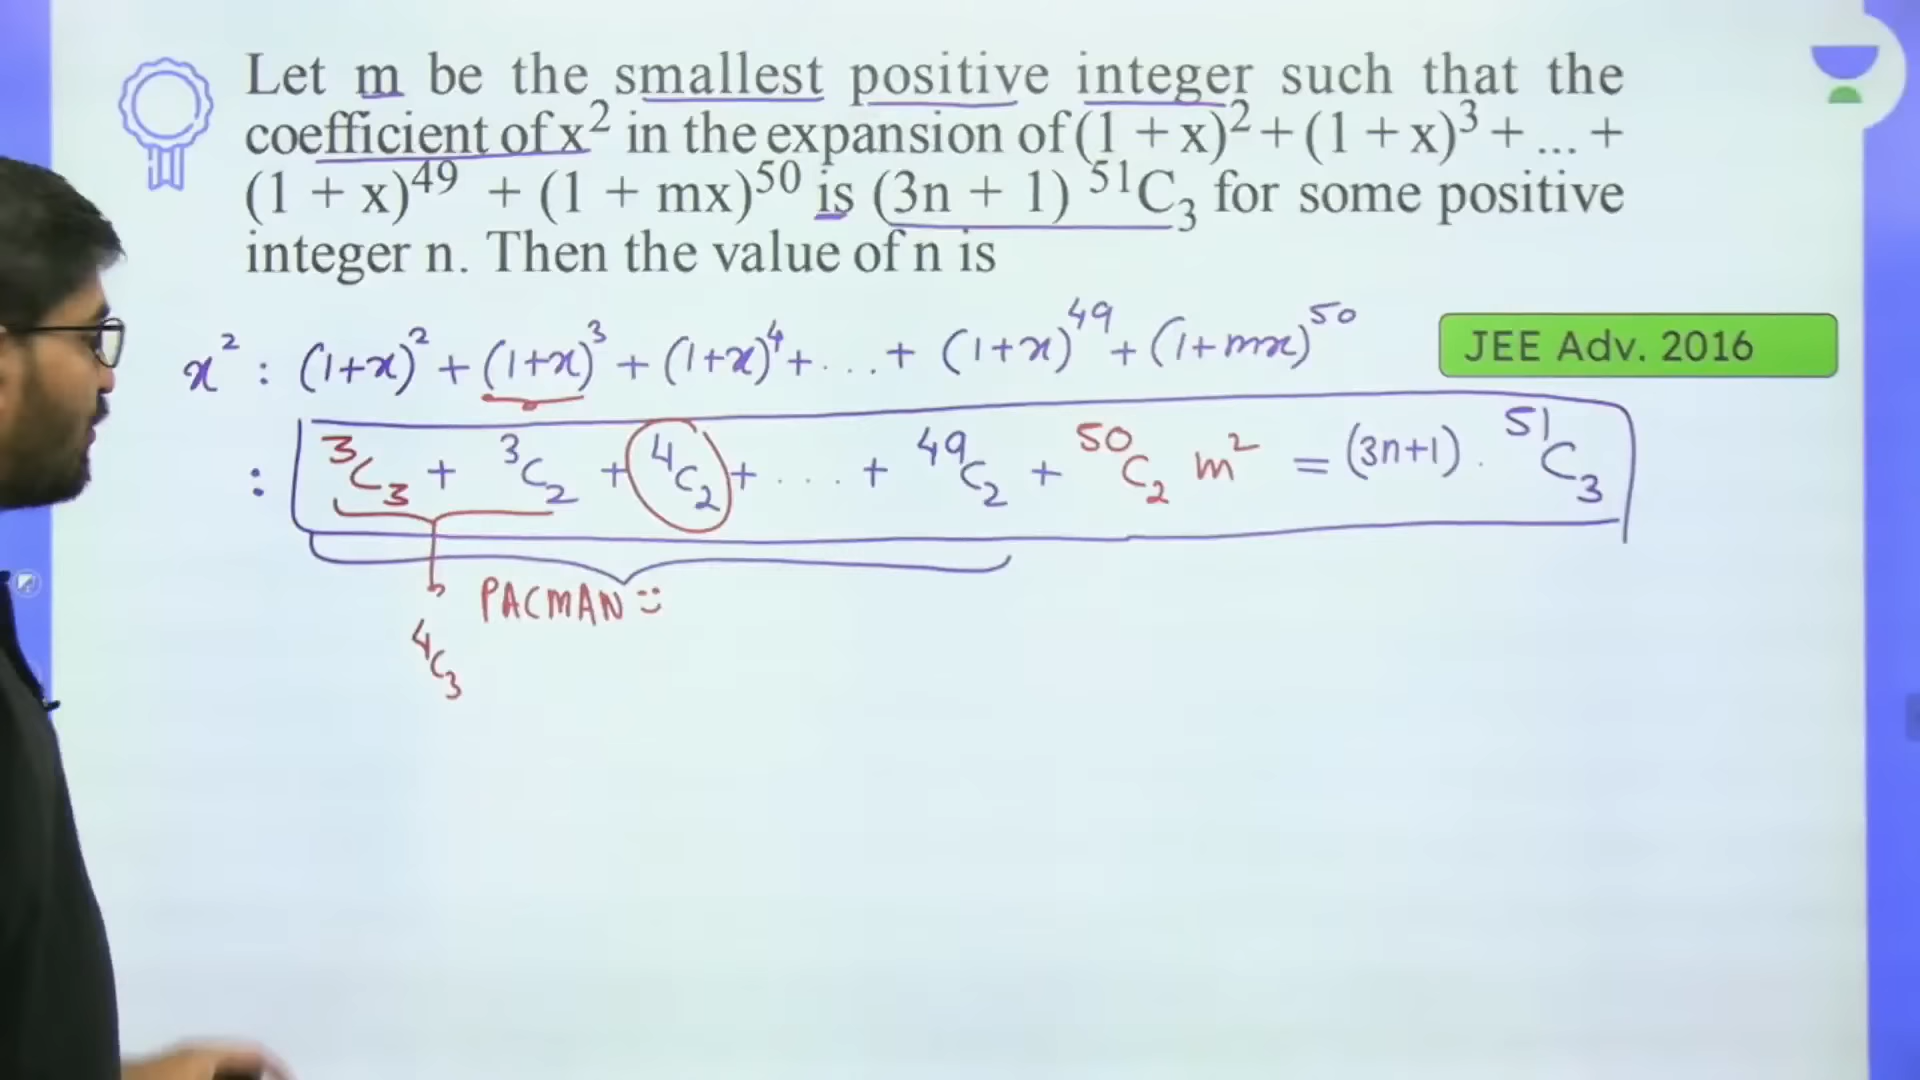 Let m be the smallest positive integer such that the
coefficient of x² in the expansion of (1 + x)² + (1 + x)³ + ... +
(1 + x)⁴⁹ + (1 + mx)⁵⁰ is (3n + 1) ⁵¹C₃ for some positive
integer n. Then the value of n is
x² : (1+x)² + (1+x)³ + (1+x)⁴ + . . . + (1+x)⁴⁹ + (1+mx)⁵⁰
JEE Adv. 2016
: ³C₃ + ³C₂ + ⁴C₂ + . . . . + ⁴⁹C₂ + ⁵⁰C₂ m² = (3n+1) . ⁵¹C₃
PACMAN
⁴C₃